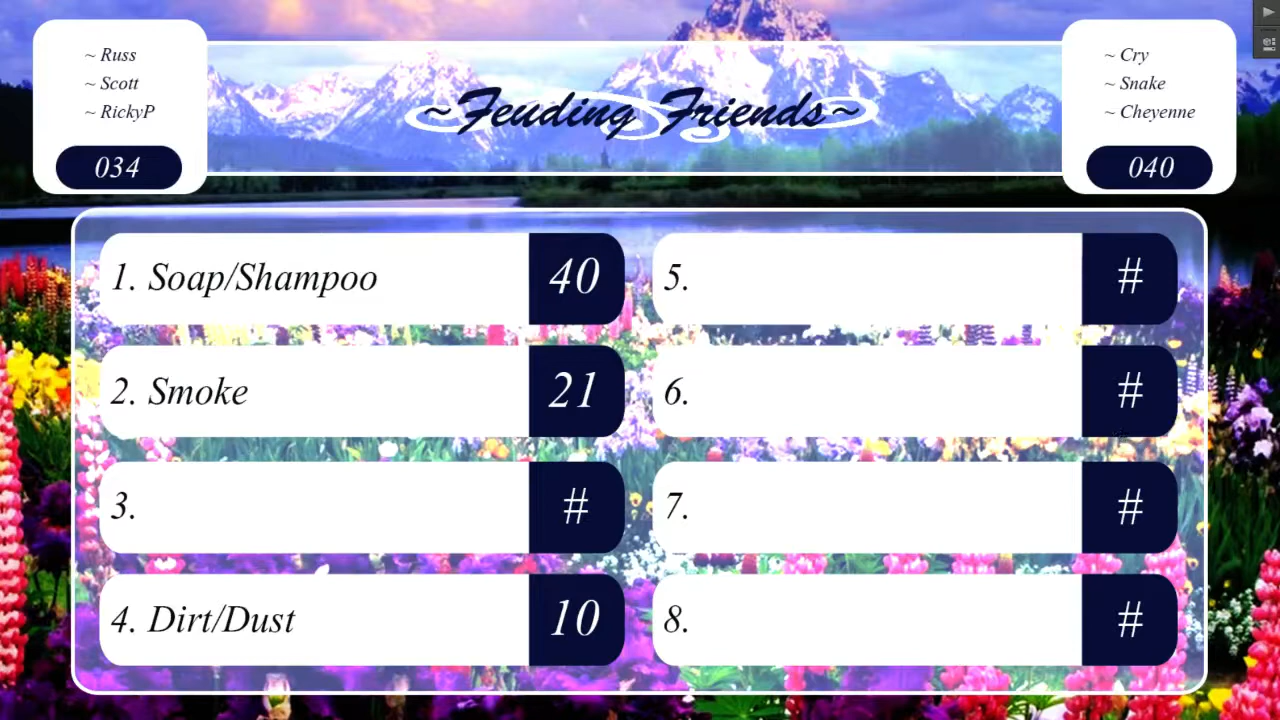 ~ Russ
~ Scott
~ RickyP
034
~Feuding Friends~
~ Cry
~ Snake
~ Cheyenne
040
1. Soap/Shampoo 40
2. Smoke 21
3. #
4. Dirt/Dust 10
5. #
6. #
7. #
8. #